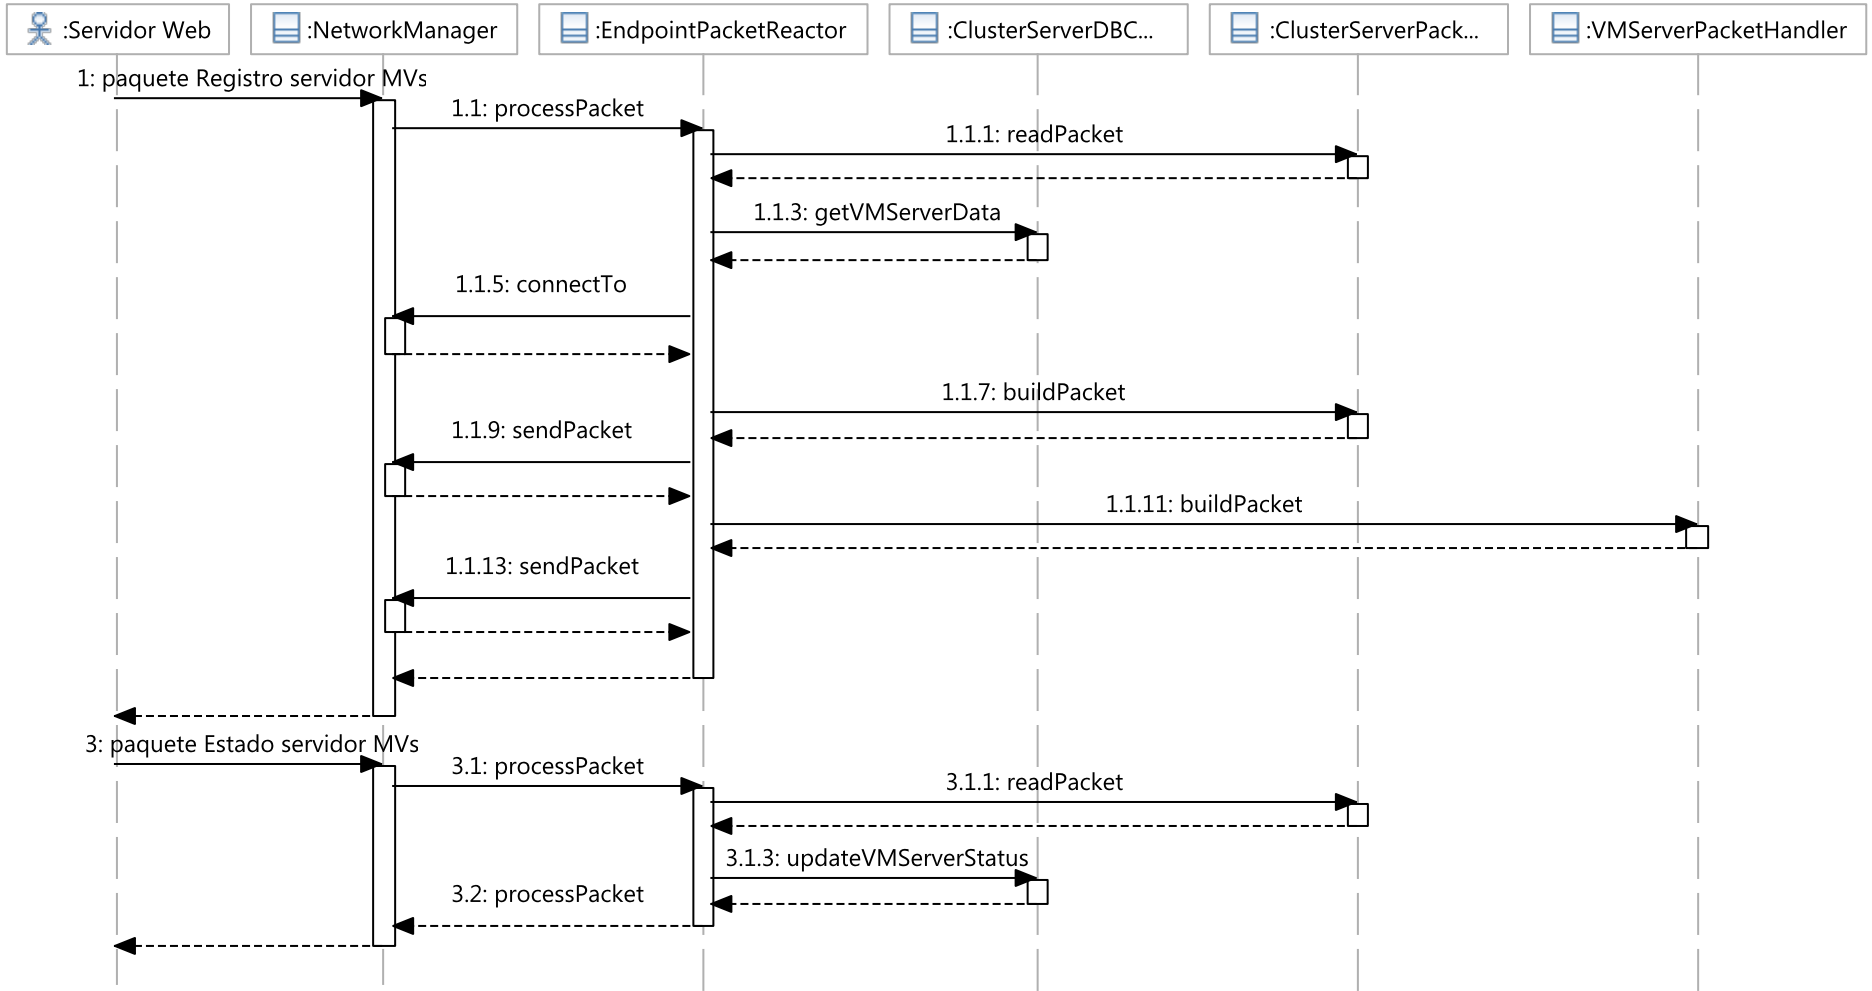 :Servidor Web
:NetworkManager
:EndpointPacketReactor
:ClusterServerDBC...
:ClusterServerPack...
:VMServerPacketHandler
1: paquete Registro servidor MVs
1.1: processPacket
1.1.1: readPacket
1.1.3: getVMServerData
1.1.5: connectTo
1.1.7: buildPacket
1.1.9: sendPacket
1.1.11: buildPacket
1.1.13: sendPacket
3: paquete Estado servidor MVs
3.1: processPacket
3.1.1: readPacket
3.1.3: updateVMServerStatus
3.2: processPacket